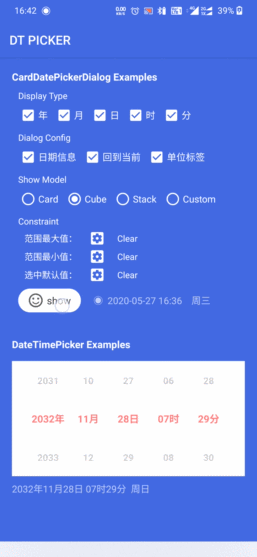 16:42 0.00 KB/s 39%
DT PICKER
CardDatePickerDialog Examples
Display Type
年 月 日 时 分
Dialog Config
日期信息 回到当前 单位标签
Show Model
Card Cube Stack Custom
Constraint
范围最大值： Clear
范围最小值： Clear
选中默认值： Clear
show 2020-05-27 16:36 周三
DateTimePicker Examples
2031 10 27 06 28
2032年 11月 28日 07时 29分
2033 12 29 08 30
2032年11月28日 07时29分 周日